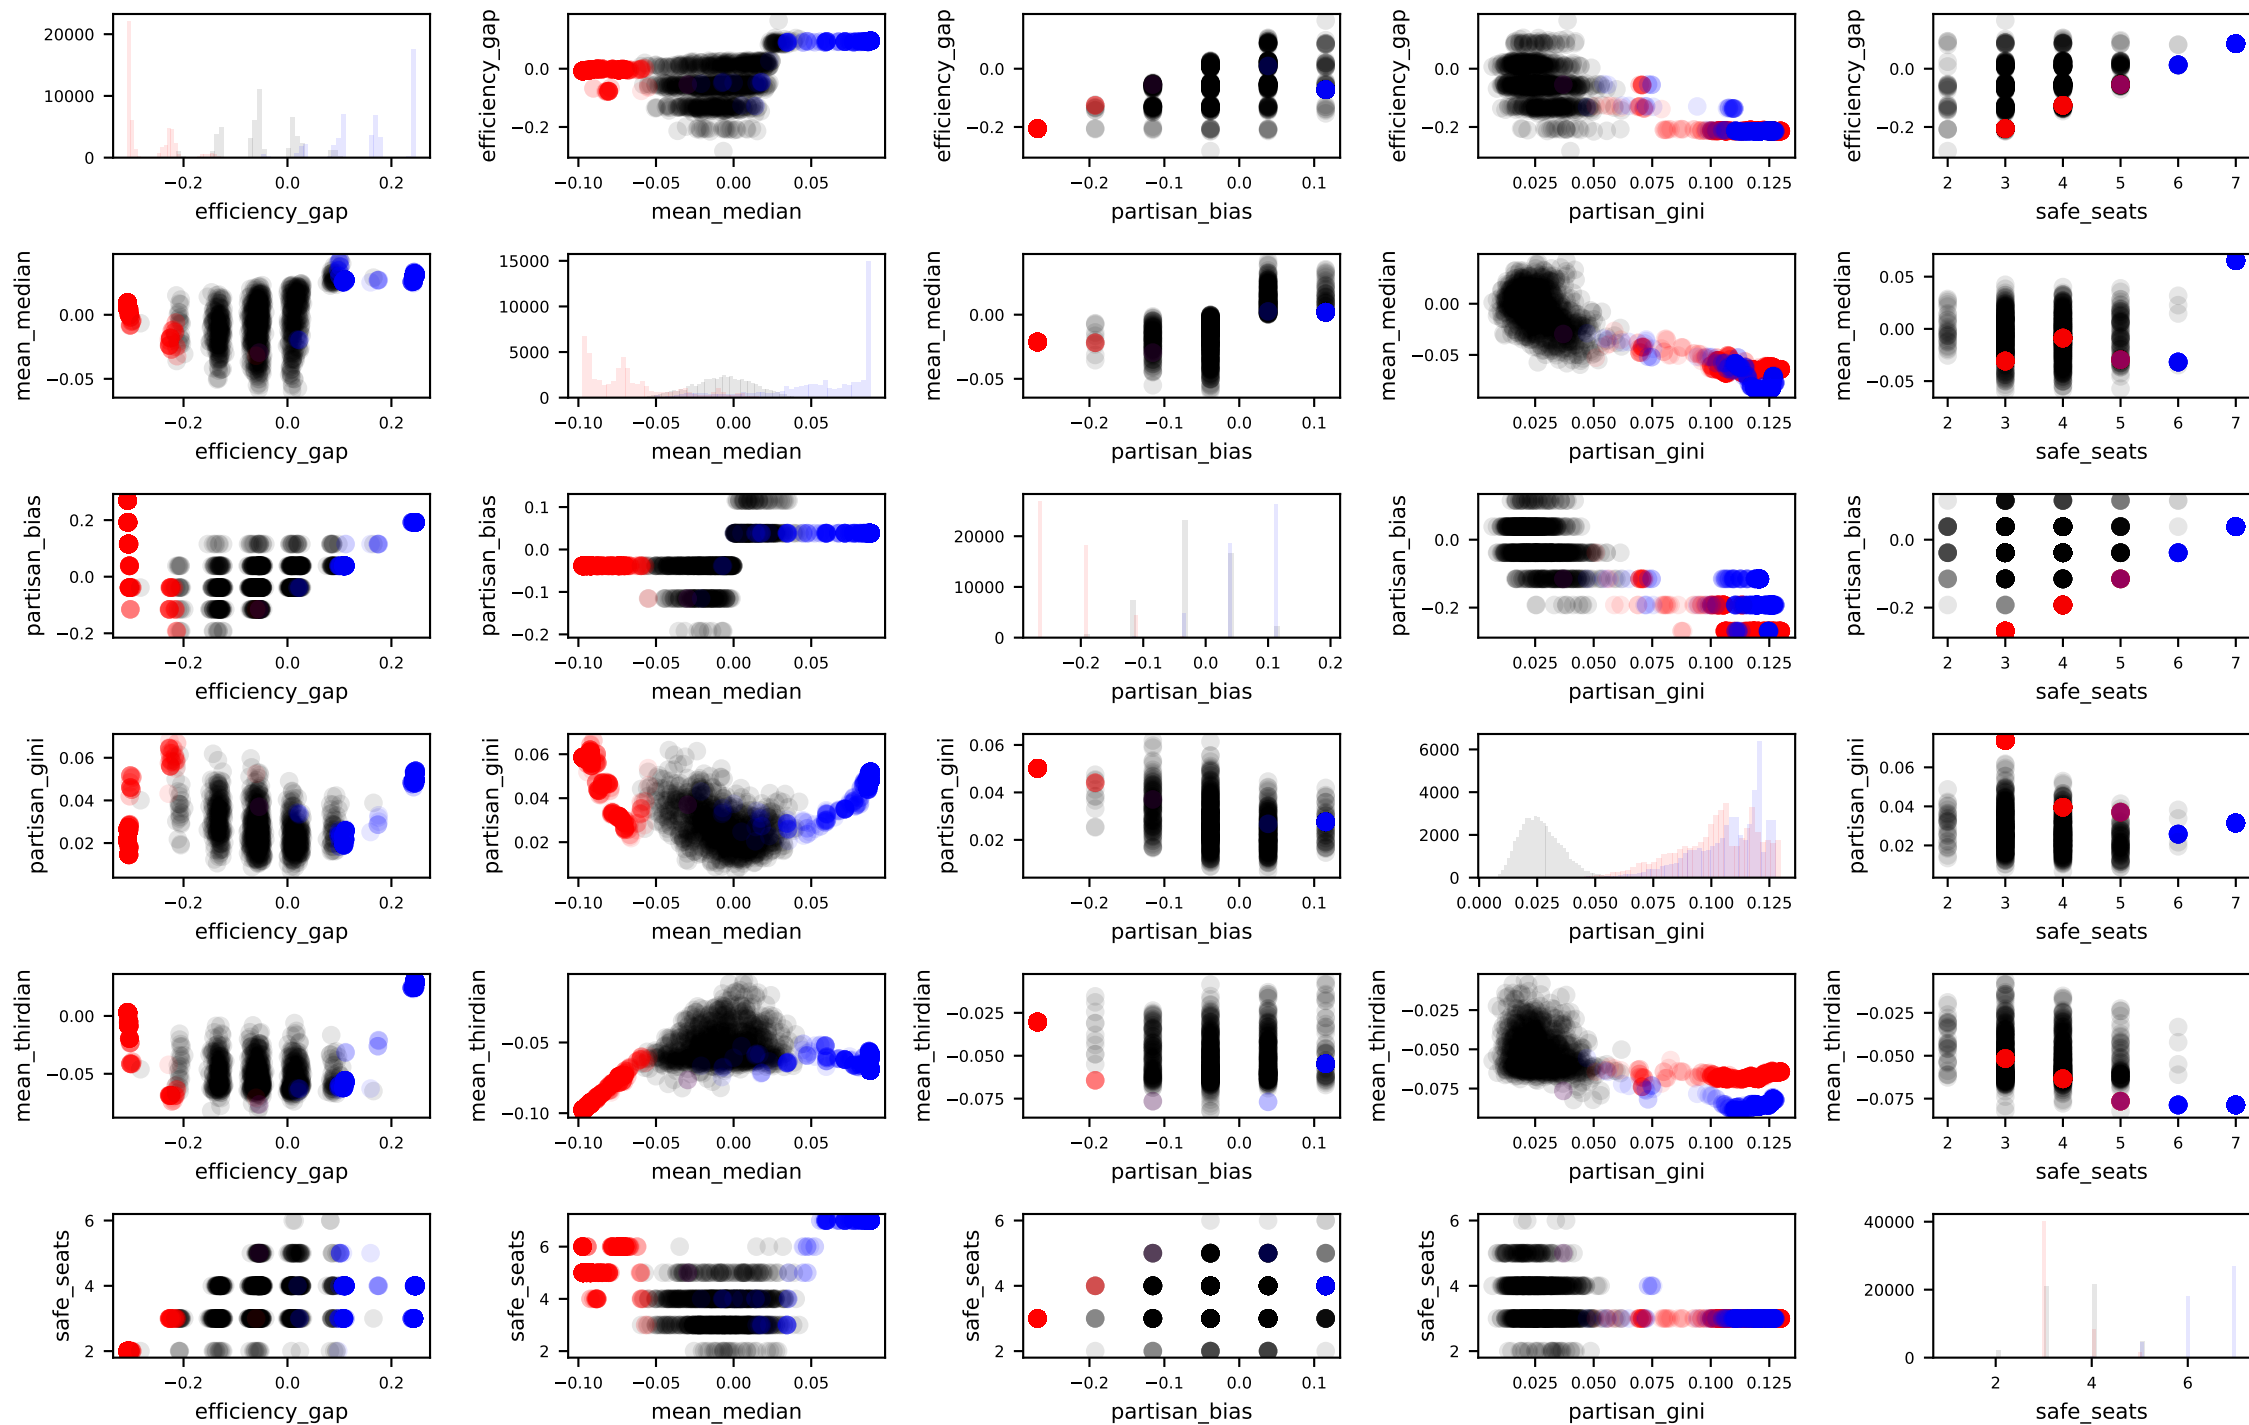 20000
10000
0
−0.2 0.0 0.2
efficiency_gap
efficiency_gap
0.0
−0.2
−0.10 −0.05 0.00 0.05
mean_median
efficiency_gap
0.0
−0.2
−0.2 −0.1 0.0 0.1
partisan_bias
efficiency_gap
0.0
−0.2
0.025 0.050 0.075 0.100 0.125
partisan_gini
efficiency_gap
0.0
−0.2
2 3 4 5 6 7
safe_seats
mean_median
0.00
−0.05
−0.2 0.0 0.2
efficiency_gap
15000
10000
5000
0
−0.10 −0.05 0.00 0.05
mean_median
mean_median
0.00
−0.05
−0.2 −0.1 0.0 0.1
partisan_bias
mean_median
0.00
−0.05
0.025 0.050 0.075 0.100 0.125
partisan_gini
mean_median
0.05
0.00
−0.05
2 3 4 5 6 7
safe_seats
partisan_bias
0.2
0.0
−0.2
−0.2 0.0 0.2
efficiency_gap
partisan_bias
0.1
0.0
−0.1
−0.2
−0.10 −0.05 0.00 0.05
mean_median
20000
10000
0
−0.2 −0.1 0.0 0.1 0.2
partisan_bias
partisan_bias
0.0
−0.2
0.025 0.050 0.075 0.100 0.125
partisan_gini
partisan_bias
0.0
−0.2
2 3 4 5 6 7
safe_seats
partisan_gini
0.06
0.04
0.02
−0.2 0.0 0.2
efficiency_gap
partisan_gini
0.06
0.04
0.02
−0.10 −0.05 0.00 0.05
mean_median
partisan_gini
0.06
0.04
0.02
−0.2 −0.1 0.0 0.1
partisan_bias
6000
4000
2000
0
0.000 0.025 0.050 0.075 0.100 0.125
partisan_gini
partisan_gini
0.06
0.04
0.02
2 3 4 5 6 7
safe_seats
mean_thirdian
0.00
−0.05
−0.2 0.0 0.2
efficiency_gap
mean_thirdian
−0.05
−0.10
−0.10 −0.05 0.00 0.05
mean_median
mean_thirdian
−0.025
−0.050
−0.075
−0.2 −0.1 0.0 0.1
partisan_bias
mean_thirdian
−0.025
−0.050
−0.075
0.025 0.050 0.075 0.100 0.125
partisan_gini
mean_thirdian
−0.025
−0.050
−0.075
2 3 4 5 6 7
safe_seats
safe_seats
6
4
2
−0.2 0.0 0.2
efficiency_gap
safe_seats
6
4
2
−0.10 −0.05 0.00 0.05
mean_median
safe_seats
6
4
2
−0.2 −0.1 0.0 0.1
partisan_bias
safe_seats
6
4
2
0.025 0.050 0.075 0.100 0.125
partisan_gini
40000
20000
0
2 4 6
safe_seats